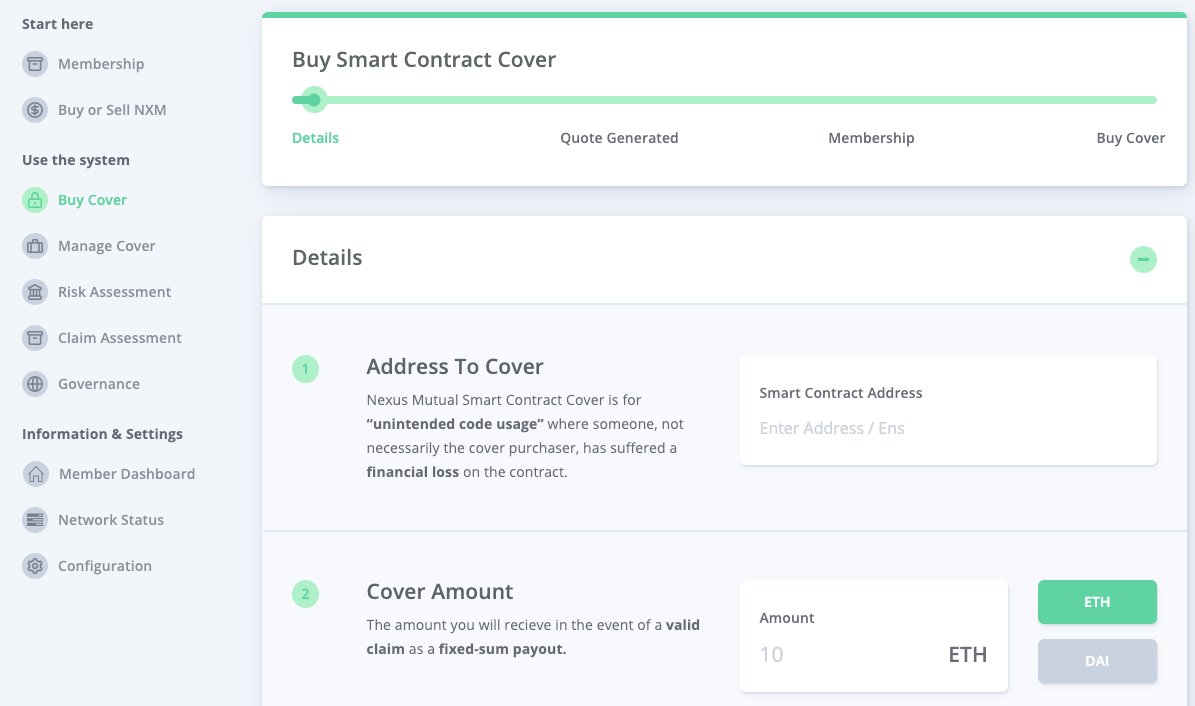 Start here
Membership
Buy or Sell NXM
Use the system
Buy Cover
Manage Cover
Risk Assessment
Claim Assessment
Governance
Information & Settings
Member Dashboard
Network Status
Configuration
Buy Smart Contract Cover
Details
Quote Generated
Membership
Buy Cover
Details
1
Address To Cover
Nexus Mutual Smart Contract Cover is for
“unintended code usage” where someone, not
necessarily the cover purchaser, has suffered a
financial loss on the contract.
Smart Contract Address
Enter Address / Ens
2
Cover Amount
The amount you will recieve in the event of a valid
claim as a fixed-sum payout.
Amount
10 ETH
ETH
DAI